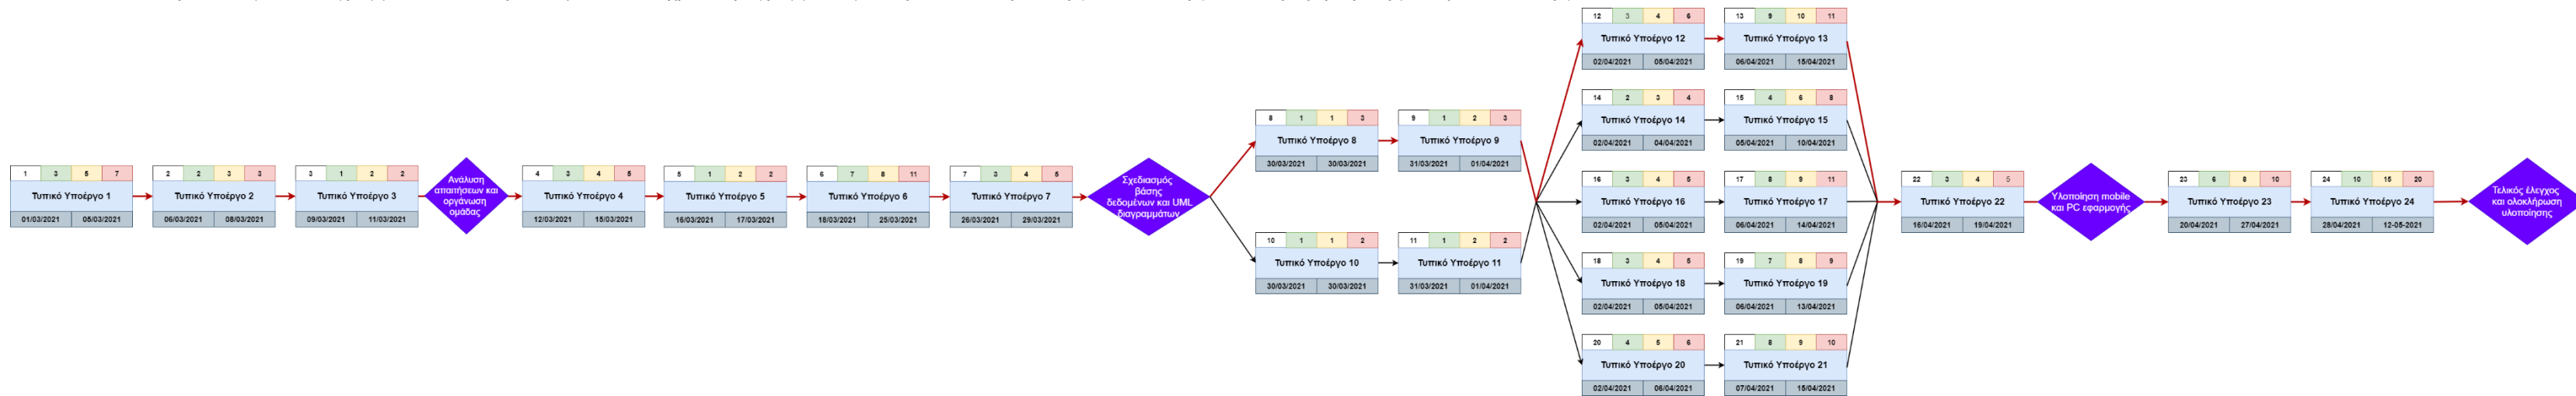 1 3 5 7
Τυπικό Υποέργο 1
01/03/2021 05/03/2021
2 2 3 3
Τυπικό Υποέργο 2
06/03/2021 08/03/2021
3 1 2 2
Τυπικό Υποέργο 3
09/03/2021 11/03/2021
Ανάλυση
απαιτήσεων και
οργάνωση
ομάδας
4 3 4 5
Τυπικό Υποέργο 4
12/03/2021 15/03/2021
5 1 2 2
Τυπικό Υποέργο 5
16/03/2021 17/03/2021
6 7 8 11
Τυπικό Υποέργο 6
18/03/2021 25/03/2021
7 3 4 5
Τυπικό Υποέργο 7
26/03/2021 29/03/2021
Σχεδιασμός
βάσης
δεδομένων και UML
διαγραμμάτων
8 1 1 3
Τυπικό Υποέργο 8
30/03/2021 30/03/2021
9 1 2 3
Τυπικό Υποέργο 9
31/03/2021 01/04/2021
10 1 1 2
Τυπικό Υποέργο 10
30/03/2021 30/03/2021
11 1 2 2
Τυπικό Υποέργο 11
31/03/2021 01/04/2021
12 3 4 6
Τυπικό Υποέργο 12
02/04/2021 05/04/2021
13 9 10 11
Τυπικό Υποέργο 13
06/04/2021 15/04/2021
14 2 3 4
Τυπικό Υποέργο 14
02/04/2021 04/04/2021
15 4 6 8
Τυπικό Υποέργο 15
05/04/2021 10/04/2021
16 3 4 5
Τυπικό Υποέργο 16
02/04/2021 05/04/2021
17 8 9 11
Τυπικό Υποέργο 17
06/04/2021 14/04/2021
18 3 4 5
Τυπικό Υποέργο 18
02/04/2021 05/04/2021
19 7 8 9
Τυπικό Υποέργο 19
06/04/2021 13/04/2021
20 4 5 6
Τυπικό Υποέργο 20
02/04/2021 06/04/2021
21 8 9 10
Τυπικό Υποέργο 21
07/04/2021 15/04/2021
22 3 4 5
Τυπικό Υποέργο 22
16/04/2021 19/04/2021
Υλοποίηση mobile
και PC εφαρμογής
23 6 8 10
Τυπικό Υποέργο 23
20/04/2021 27/04/2021
24 10 15 20
Τυπικό Υποέργο 24
28/04/2021 12-05-2021
Τελικός έλεγχος
και ολοκλήρωση
υλοποίησης